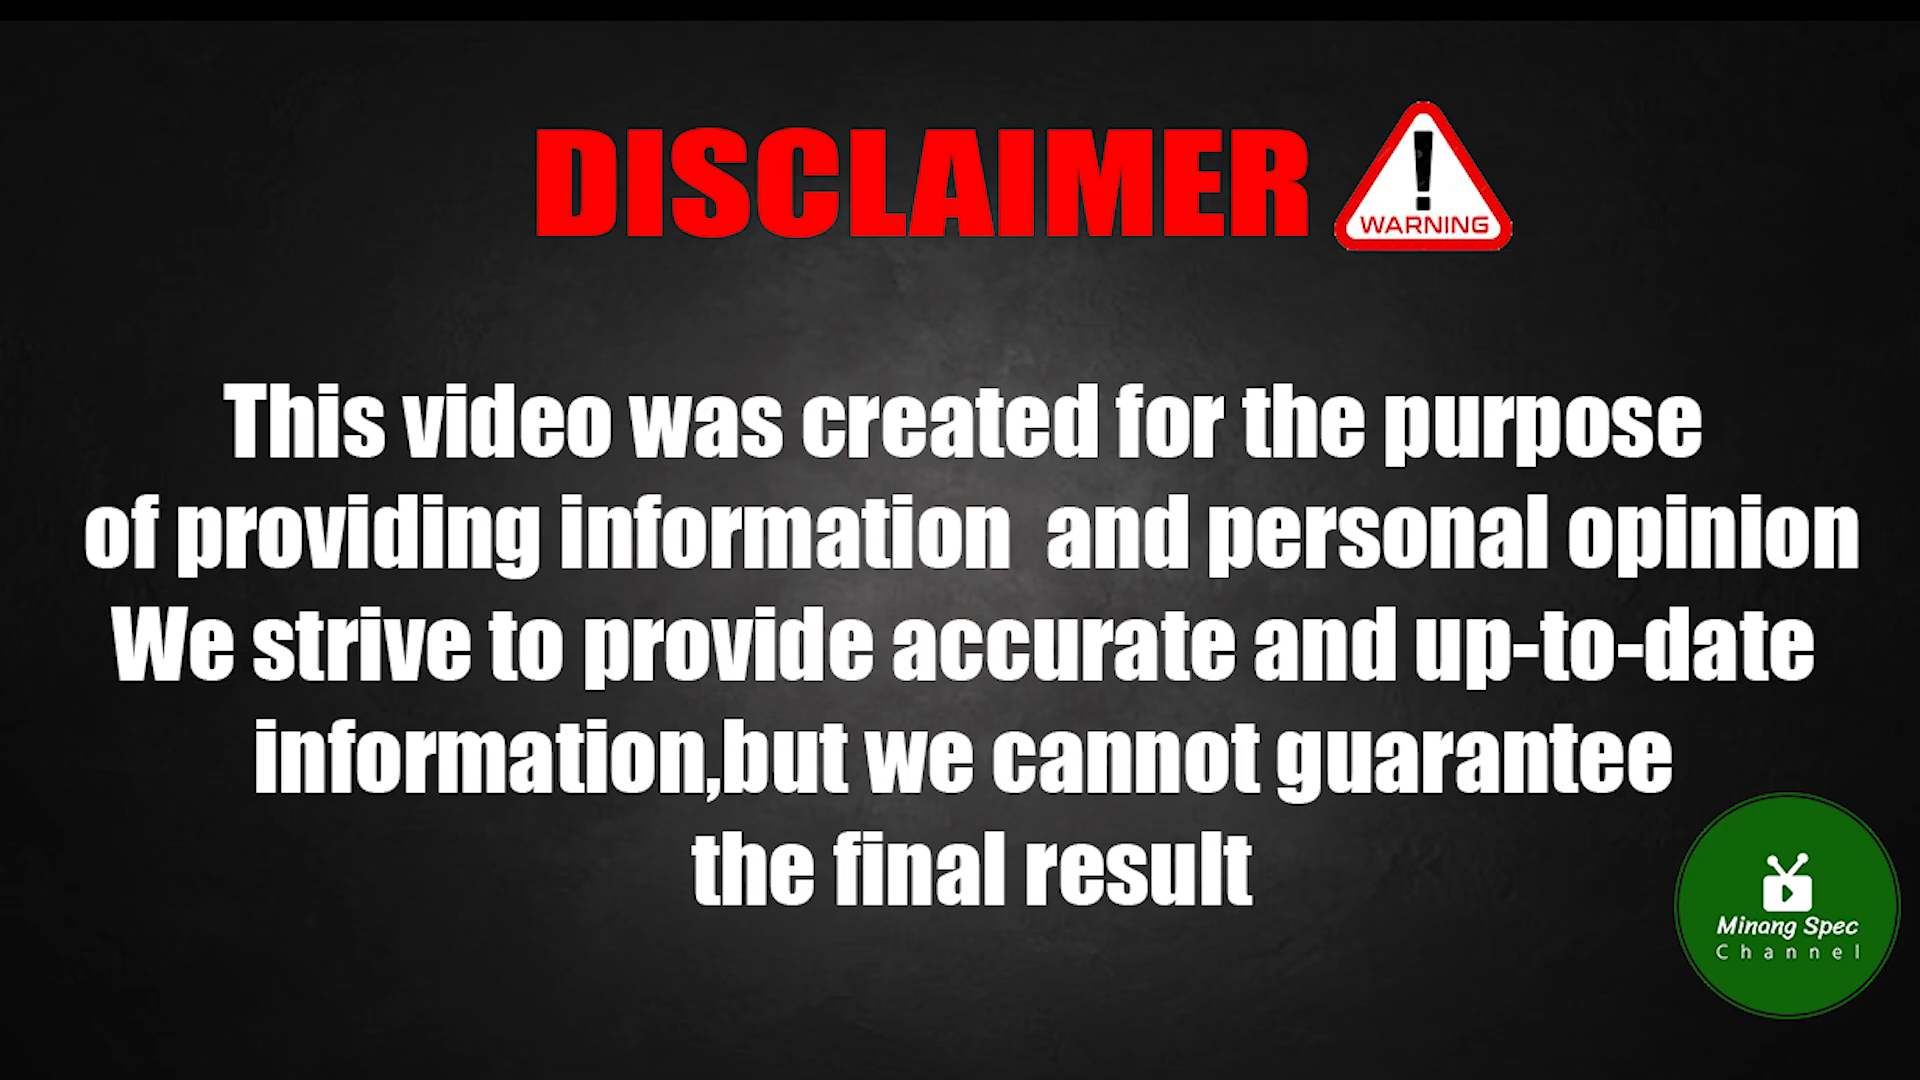 DISCLAIMER
WARNING
This video was created for the purpose
of providing information  and personal opinion
We strive to provide accurate and up-to-date
information,but we cannot guarantee
the final result
Minang Spec
Channel